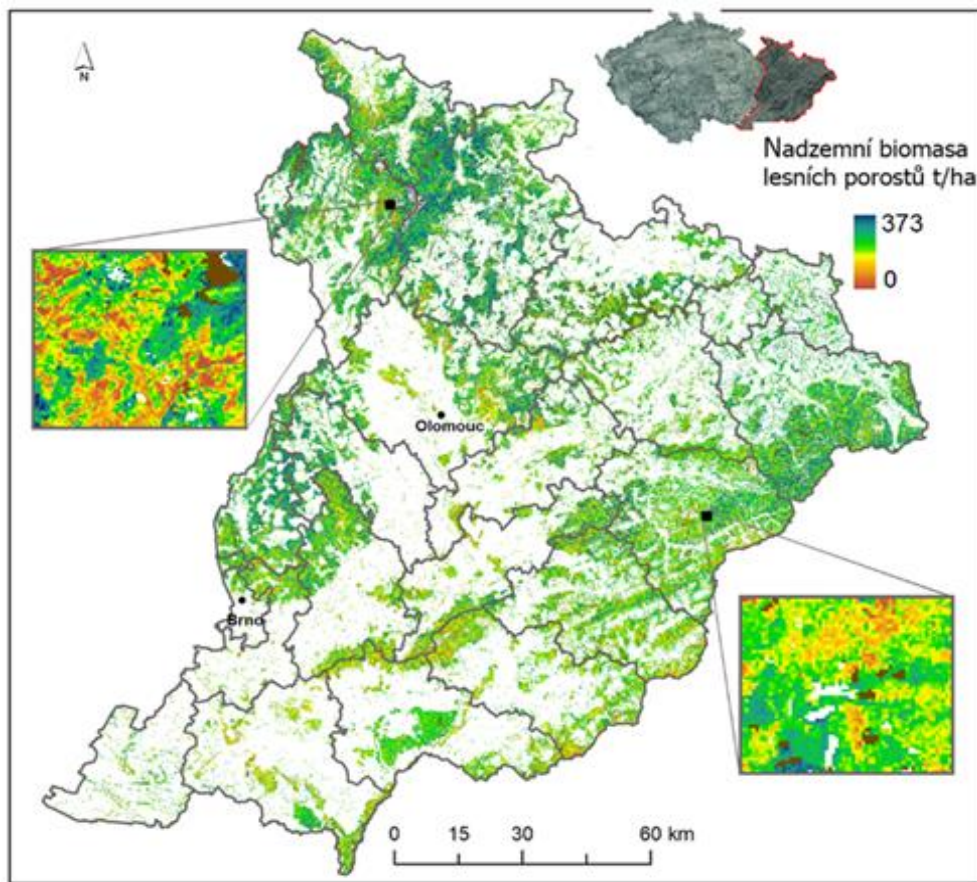 N
Nadzemní biomasa
lesních porostů t/ha
373
0
Olomouc
Brno
0 15 30 60 km